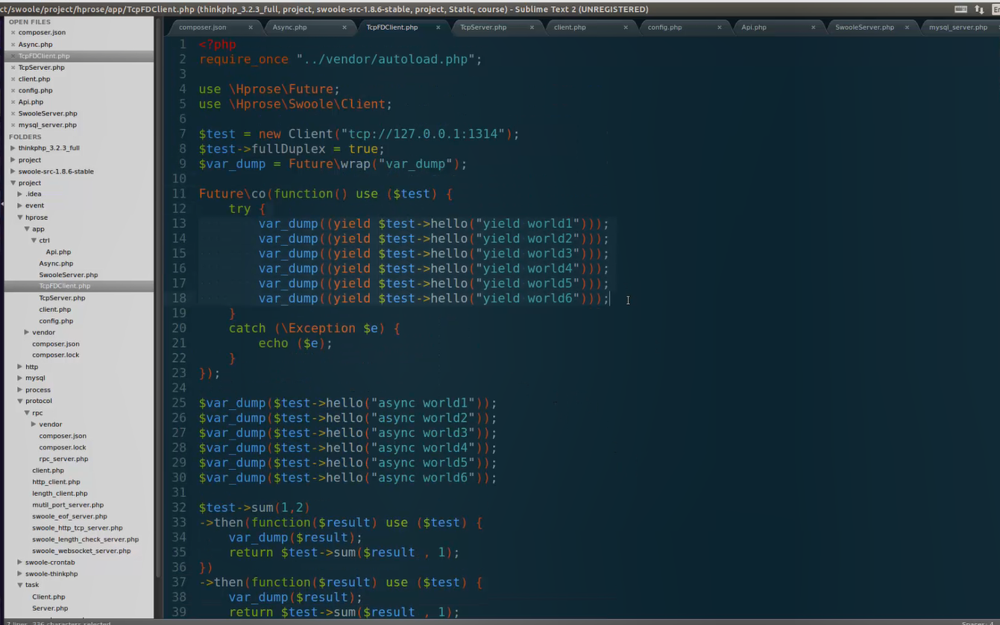 ct/swoole/project/hprose/app/TcpFDClient.php (thinkphp_3.2.3_full, project, swoole-src-1.8.6-stable, project, Static, course) - Sublime Text 2 (UNREGISTERED)
composer.json × Async.php × TcpFDClient.php × TcpServer.php × client.php × config.php × Api.php × SwooleServer.php × mysql_server.php
OPEN FILES
× composer.json
× Async.php
× TcpFDClient.php
× TcpServer.php
× client.php
× config.php
× Api.php
× SwooleServer.php
× mysql_server.php
FOLDERS
thinkphp_3.2.3_full
project
swoole-src-1.8.6-stable
project
.idea
event
hprose
app
ctrl
Api.php
Async.php
SwooleServer.php
TcpFDClient.php
TcpServer.php
client.php
config.php
vendor
composer.json
composer.lock
http
mysql
process
protocol
rpc
vendor
composer.json
composer.lock
rpc_server.php
client.php
http_client.php
length_client.php
mutil_port_server.php
swoole_eof_server.php
swoole_http_tcp_server.php
swoole_length_check_server.php
swoole_websocket_server.php
swoole-crontab
swoole-thinkphp
task
Client.php
Server.php
1 <?php
2 require_once "../vendor/autoload.php";
3
4 use \Hprose\Future;
5 use \Hprose\Swoole\Client;
6
7 $test = new Client("tcp://127.0.0.1:1314");
8 $test->fullDuplex = true;
9 $var_dump = Future\wrap("var_dump");
10
11 Future\co(function() use ($test) {
12     try {
13         var_dump((yield $test->hello("yield world1")));
14         var_dump((yield $test->hello("yield world2")));
15         var_dump((yield $test->hello("yield world3")));
16         var_dump((yield $test->hello("yield world4")));
17         var_dump((yield $test->hello("yield world5")));
18         var_dump((yield $test->hello("yield world6")));
19     }
20     catch (\Exception $e) {
21         echo ($e);
22     }
23 });
24
25 $var_dump($test->hello("async world1"));
26 $var_dump($test->hello("async world2"));
27 $var_dump($test->hello("async world3"));
28 $var_dump($test->hello("async world4"));
29 $var_dump($test->hello("async world5"));
30 $var_dump($test->hello("async world6"));
31
32 $test->sum(1,2)
33 ->then(function($result) use ($test) {
34     var_dump($result);
35     return $test->sum($result , 1);
36 })
37 ->then(function($result) use ($test) {
38     var_dump($result);
39     return $test->sum($result , 1);
7 lines, 336 characters selected
Spaces: 4